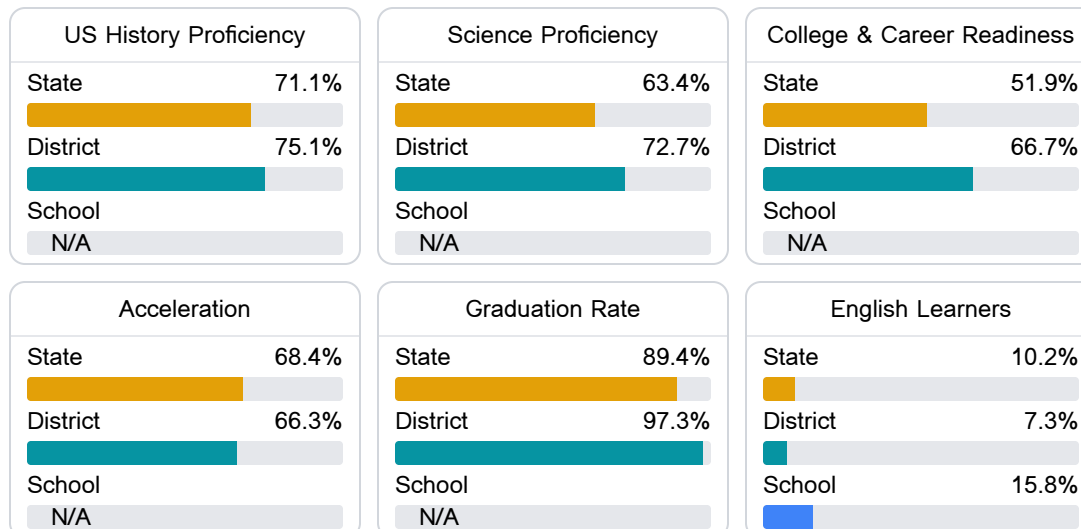 US History Proficiency
State 71.1%
District 75.1%
School
N/A
Science Proficiency
State 63.4%
District 72.7%
School
N/A
College & Career Readiness
State 51.9%
District 66.7%
School
N/A
Acceleration
State 68.4%
District 66.3%
School
N/A
Graduation Rate
State 89.4%
District 97.3%
School
N/A
English Learners
State 10.2%
District 7.3%
School 15.8%